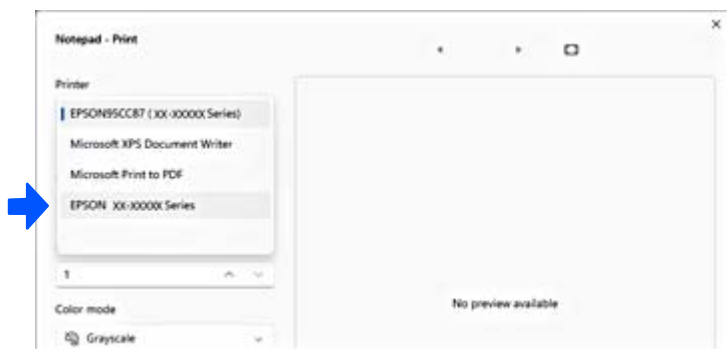 Notepad - Print
Printer
EPSON95CC87 ( XX-XXXXX Series)
Microsoft XPS Document Writer
Microsoft Print to PDF
EPSON XX-XXXXX Series
1
Color mode
Grayscale
No preview available